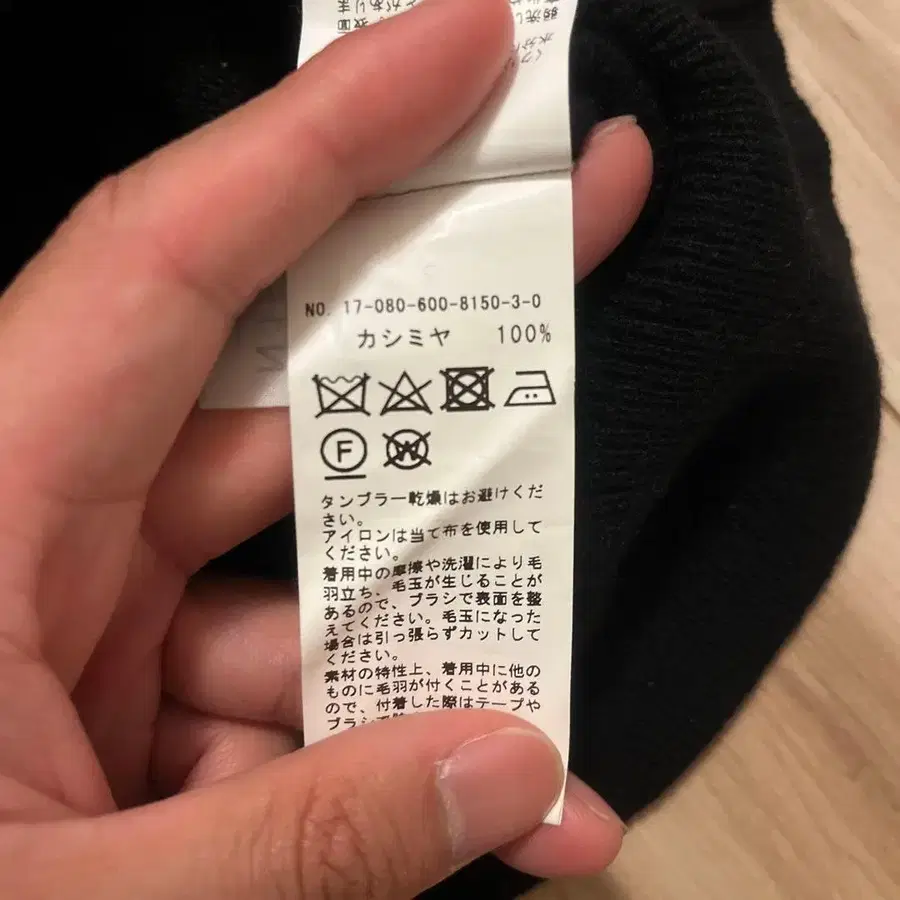 NO. 17-080-600-8150-3-0
カシミヤ 100%
F
W
タンブラー乾燥はお避けくだ
さい。
アイロンは当て布を使用して
ください。
着用中の摩擦や洗濯により毛
羽立ち、毛玉が生じることが
あるので、ブラシで表面を整
えてください。毛玉になった
場合は引っ張らずカットして
ください。
素材の特性上、着用中に他の
ものに毛羽が付くことがある
ので、付着した際はテープや
ブラシで